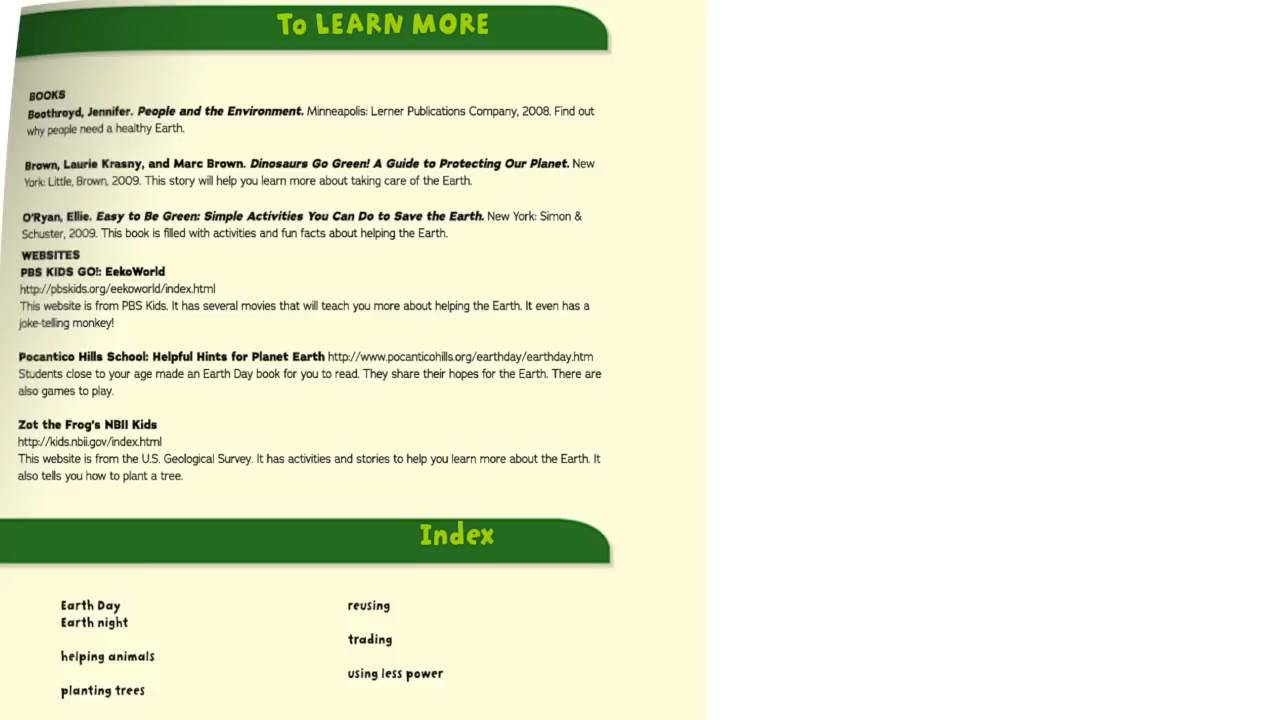 To LEARN MORE
BOOKS
Boothroyd, Jennifer. People and the Environment. Minneapolis: Lerner Publications Company, 2008. Find out
why people need a healthy Earth.
Brown, Laurie Krasny, and Marc Brown. Dinosaurs Go Green! A Guide to Protecting Our Planet. New
York: Little, Brown, 2009. This story will help you learn more about taking care of the Earth.
O'Ryan, Ellie. Easy to Be Green: Simple Activities You Can Do to Save the Earth. New York: Simon &
Schuster, 2009. This book is filled with activities and fun facts about helping the Earth.
WEBSITES
PBS KIDS GO!: EekoWorld
http://pbskids.org/eekoworld/index.html
This website is from PBS Kids. It has several movies that will teach you more about helping the Earth. It even has a
joke-telling monkey!
Pocantico Hills School: Helpful Hints for Planet Earth http://www.pocanticohills.org/earthday/earthday.htm
Students close to your age made an Earth Day book for you to read. They share their hopes for the Earth. There are
also games to play.
Zot the Frog's NBII Kids
http://kids.nbii.gov/index.html
This website is from the U.S. Geological Survey. It has activities and stories to help you learn more about the Earth. It
also tells you how to plant a tree.
Index
Earth Day
Earth night
helping animals
planting trees
reusing
trading
using less power